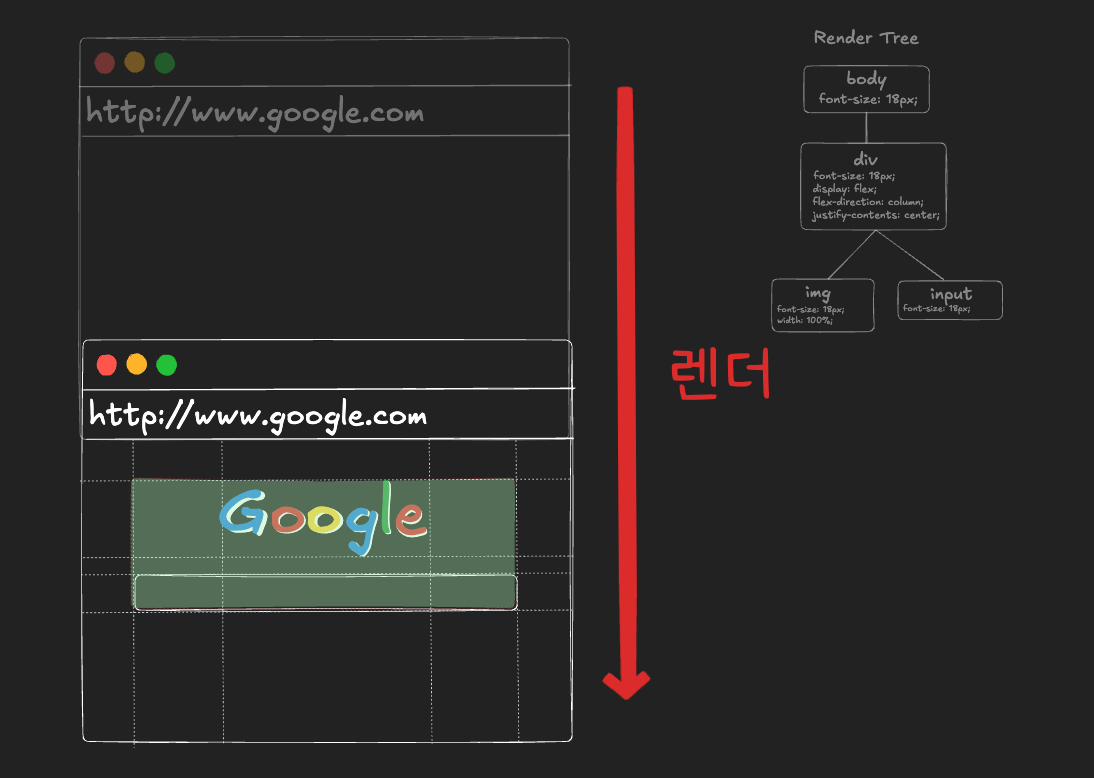 http://www.google.com
http://www.google.com
Google
렌더
Render Tree
body
font-size: 18px;
div
font-size: 18px;
display: flex;
flex-direction: column;
justify-contents: center;
img
font-size: 18px;
width: 100%;
input
font-size: 18px;